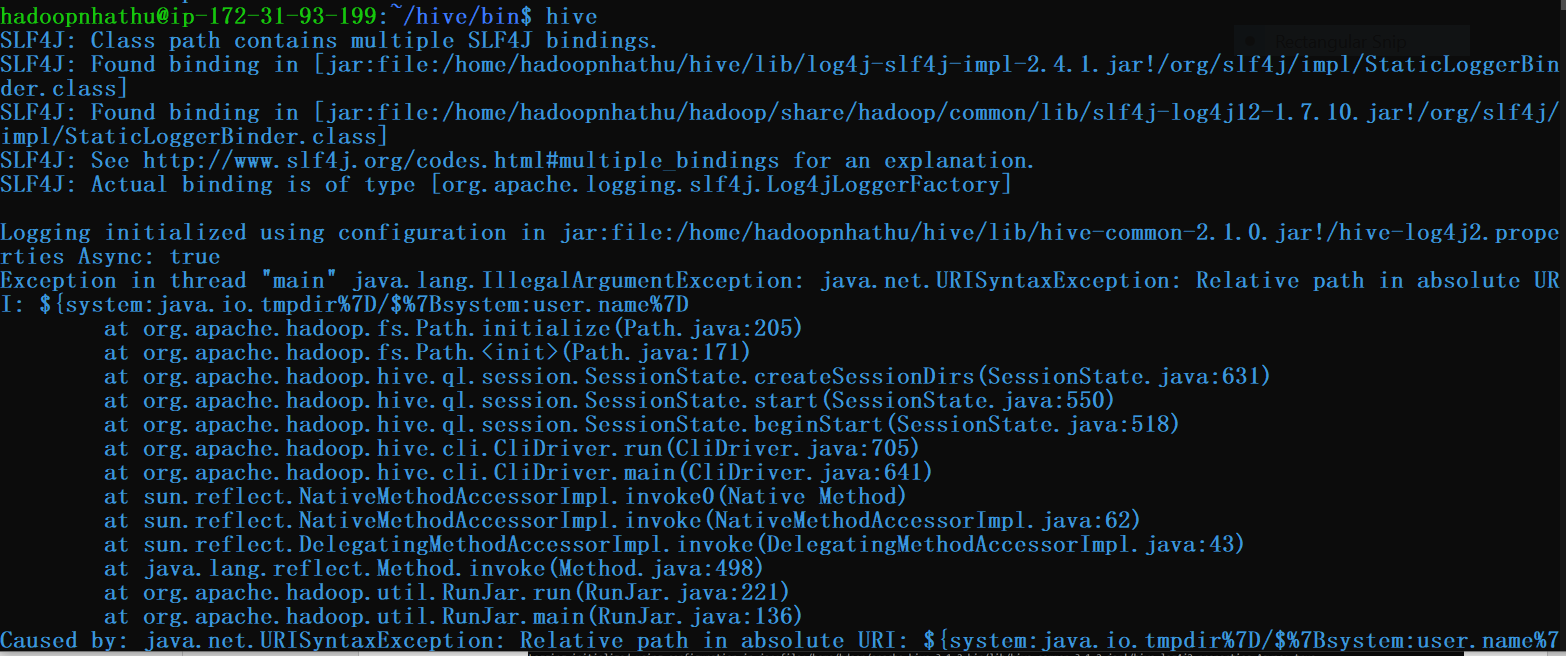 hadoopnhathu@ip-172-31-93-199:~/hive/bin$ hive
SLF4J: Class path contains multiple SLF4J bindings.
Rectangular Snip
SLF4J: Found binding in [jar:file:/home/hadoopnhathu/hive/lib/log4j-slf4j-impl-2.4.1.jar!/org/slf4j/impl/StaticLoggerBin
der.class]
SLF4J: Found binding in [jar:file:/home/hadoopnhathu/hadoop/share/hadoop/common/lib/slf4j-log4j12-1.7.10.jar!/org/slf4j/
impl/StaticLoggerBinder.class]
SLF4J: See http://www.slf4j.org/codes.html#multiple_bindings for an explanation.
SLF4J: Actual binding is of type [org.apache.logging.slf4j.Log4jLoggerFactory]
Logging initialized using configuration in jar:file:/home/hadoopnhathu/hive/lib/hive-common-2.1.0.jar!/hive-log4j2.prope
rties Async: true
Exception in thread "main" java.lang.IllegalArgumentException: java.net.URISyntaxException: Relative path in absolute UR
I: ${system:java.io.tmpdir%7D/$%7Bsystem:user.name%7D
at org.apache.hadoop.fs.Path.initialize(Path.java:205)
at org.apache.hadoop.fs.Path.<init>(Path.java:171)
at org.apache.hadoop.hive.ql.session.SessionState.createSessionDirs(SessionState.java:631)
at org.apache.hadoop.hive.ql.session.SessionState.start(SessionState.java:550)
at org.apache.hadoop.hive.ql.session.SessionState.beginStart(SessionState.java:518)
at org.apache.hadoop.hive.cli.CliDriver.run(CliDriver.java:705)
at org.apache.hadoop.hive.cli.CliDriver.main(CliDriver.java:641)
at sun.reflect.NativeMethodAccessorImpl.invoke0(Native Method)
at sun.reflect.NativeMethodAccessorImpl.invoke(NativeMethodAccessorImpl.java:62)
at sun.reflect.DelegatingMethodAccessorImpl.invoke(DelegatingMethodAccessorImpl.java:43)
at java.lang.reflect.Method.invoke(Method.java:498)
at org.apache.hadoop.util.RunJar.run(RunJar.java:221)
at org.apache.hadoop.util.RunJar.main(RunJar.java:136)
Caused by: java.net.URISyntaxException: Relative path in absolute URI: ${system:java.io.tmpdir%7D/$%7Bsystem:user.name%7